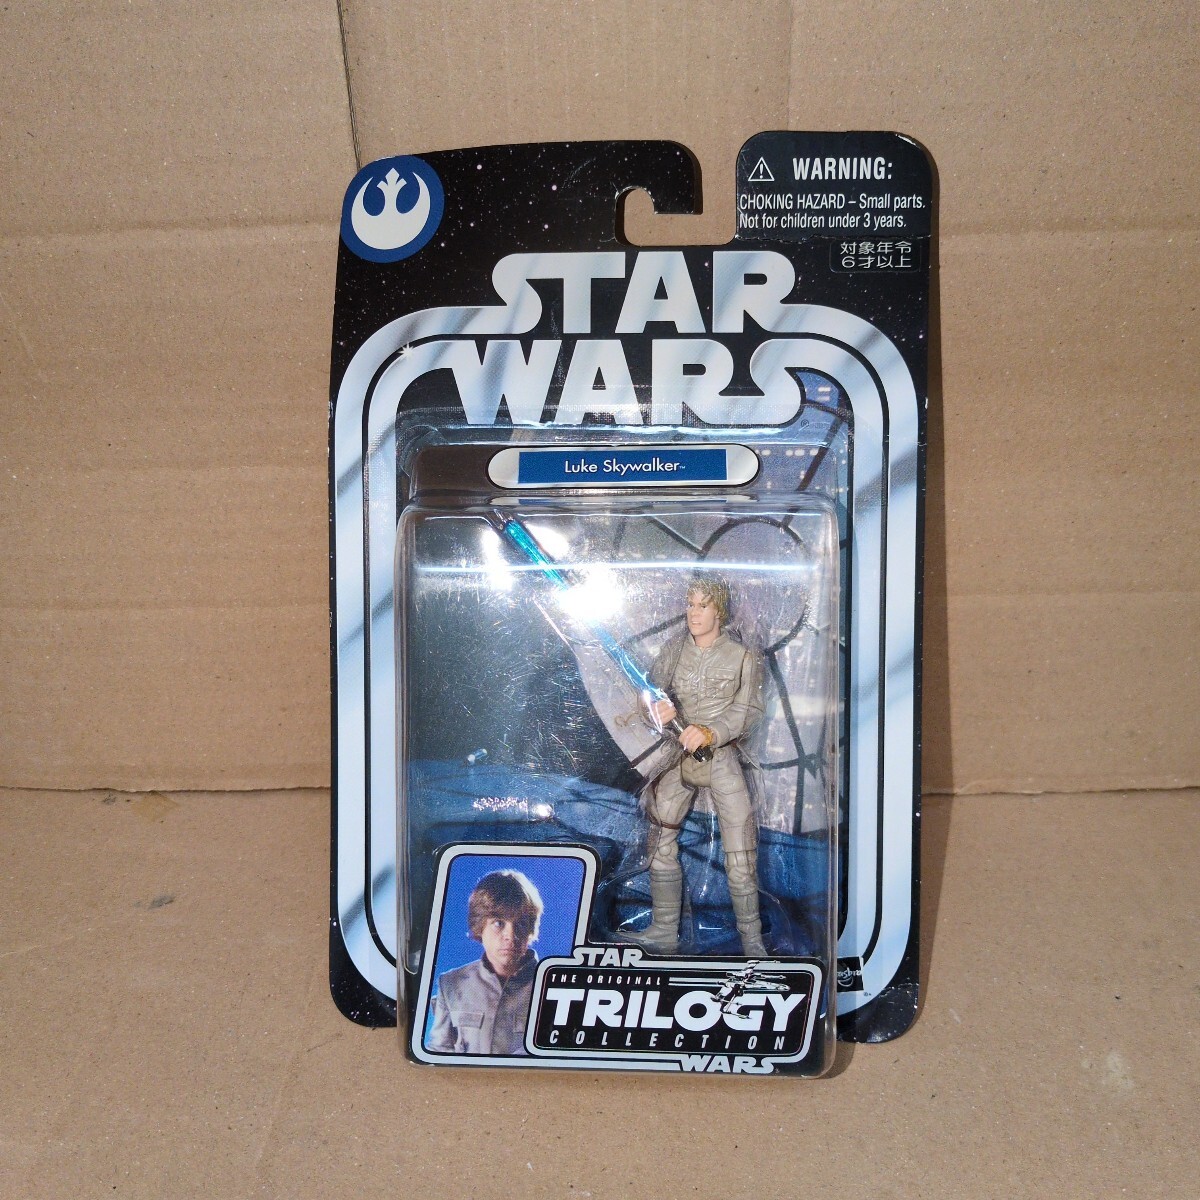 WARNING:
CHOKING HAZARD – Small parts.
Not for children under 3 years.
対象年令
6才以上
STAR
WARS
®
Luke Skywalker™
STAR
THE ORIGINAL
TRILOGY
COLLECTION
WARS